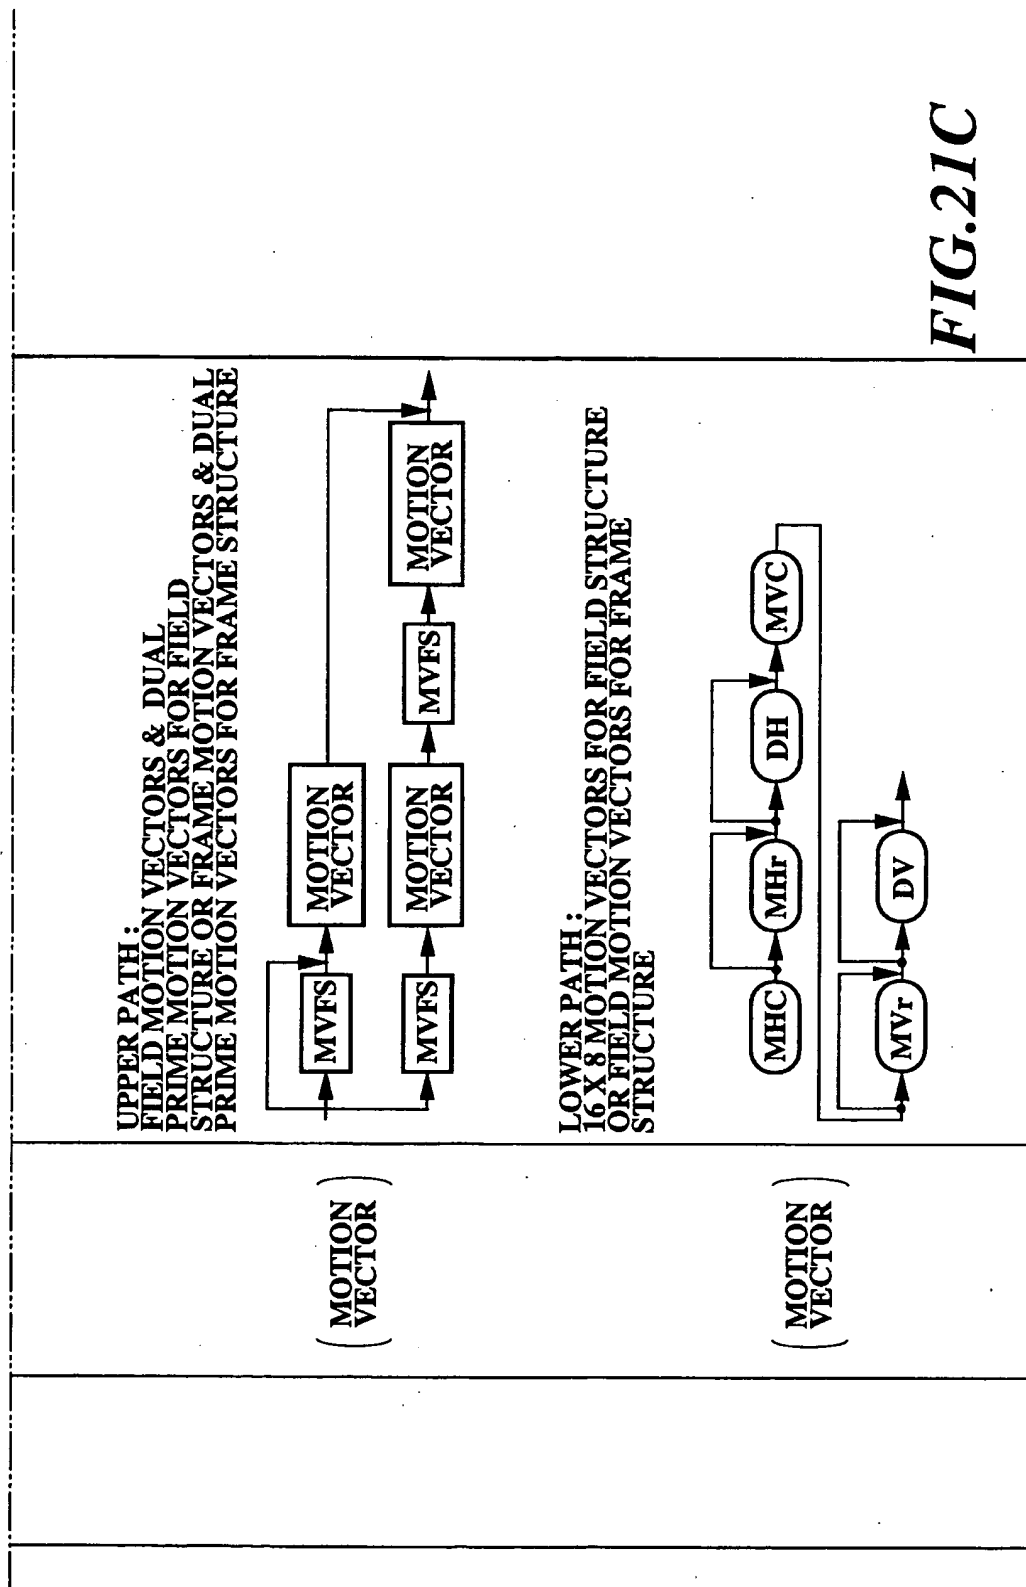 UPPER PATH :
FIELD MOTION VECTORS & DUAL
PRIME MOTION VECTORS FOR FIELD
STRUCTURE OR FRAME MOTION VECTORS & DUAL
PRIME MOTION VECTORS FOR FRAME STRUCTURE
(MOTION
VECTOR)
MVFS
MOTION
VECTOR
MVFS
MOTION
VECTOR
MVFS
MOTION
VECTOR
LOWER PATH :
16 X 8 MOTION VECTORS FOR FIELD STRUCTURE
OR FIELD MOTION VECTORS FOR FRAME
STRUCTURE
(MOTION
VECTOR)
MHC
MHr
DH
MVC
MVr
DV
FIG.21C